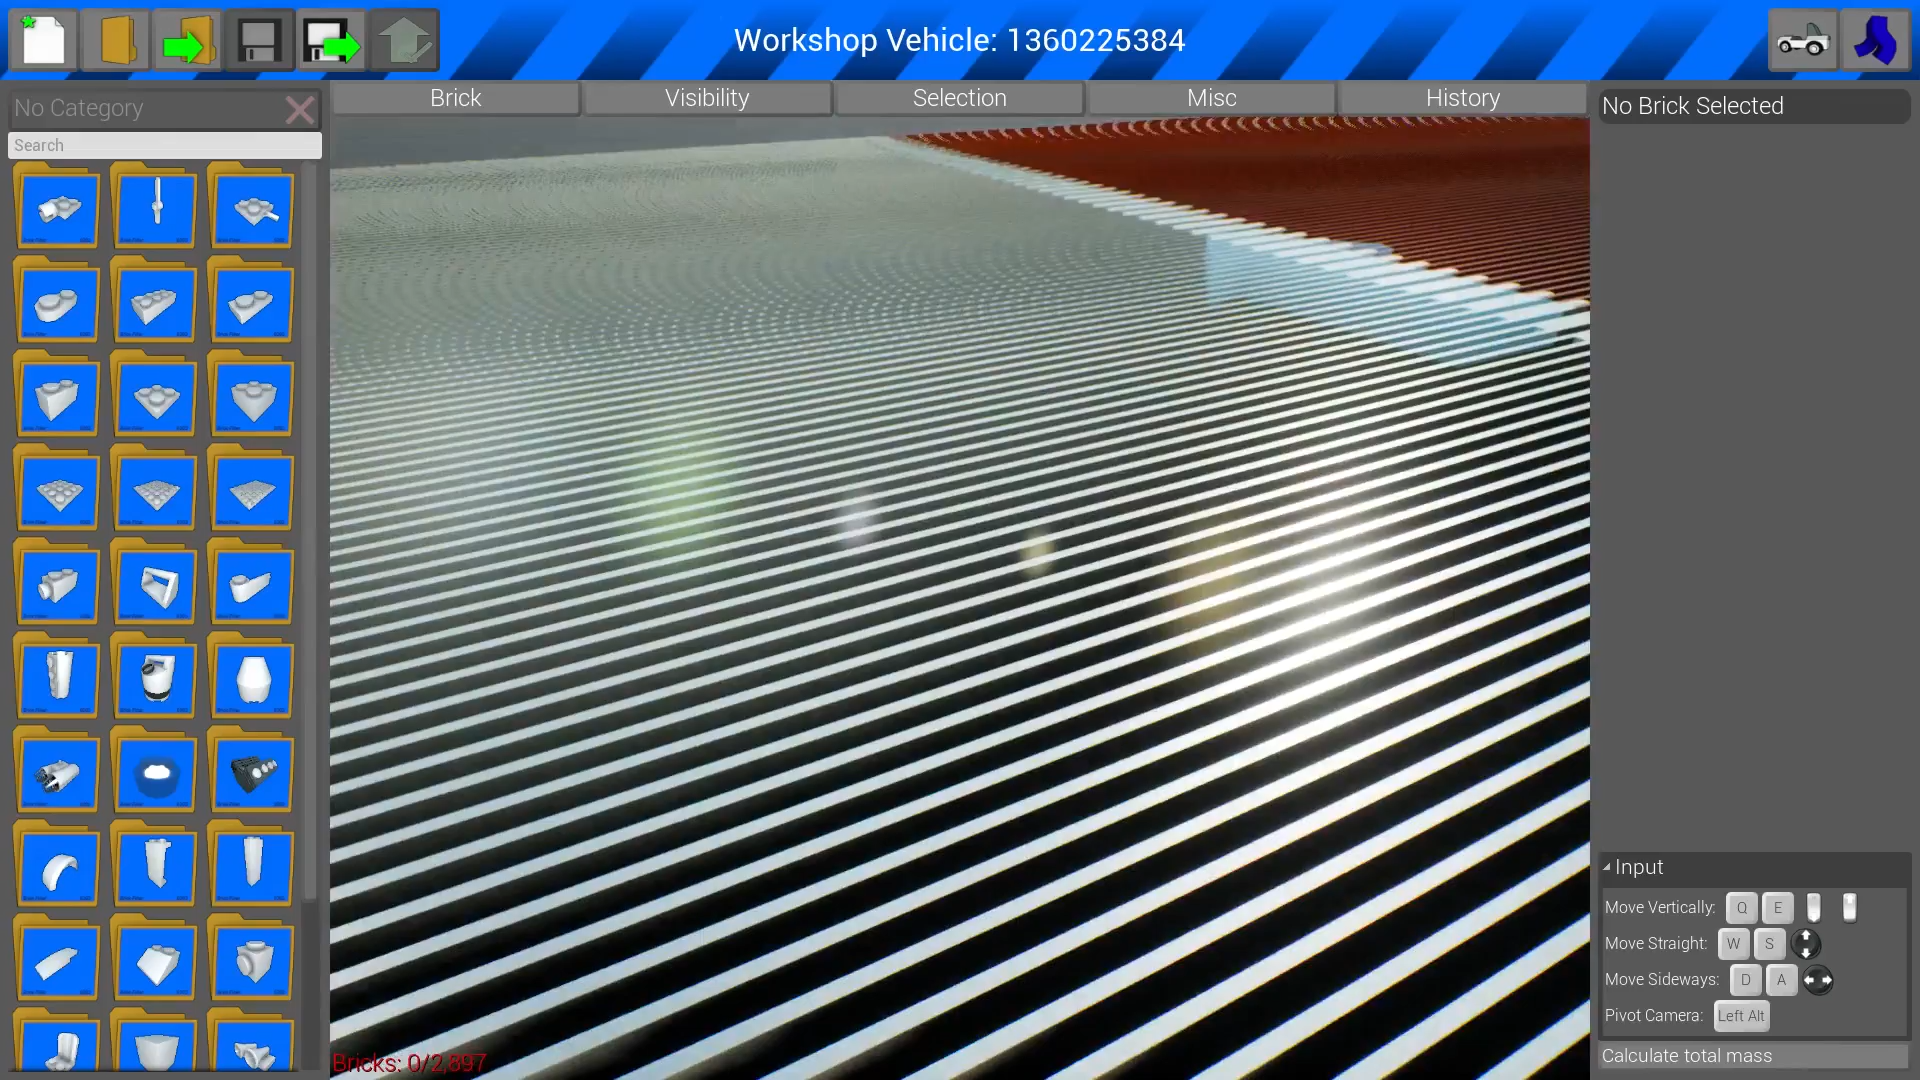 Workshop Vehicle: 1360225384
No Category
Search
Brick
Visibility
Selection
Misc
History
No Brick Selected
Input
Move Vertically: Q E
Move Straight: W S
Move Sideways: D A
Pivot Camera: Left Alt
Calculate total mass
Bricks: 0/2,897